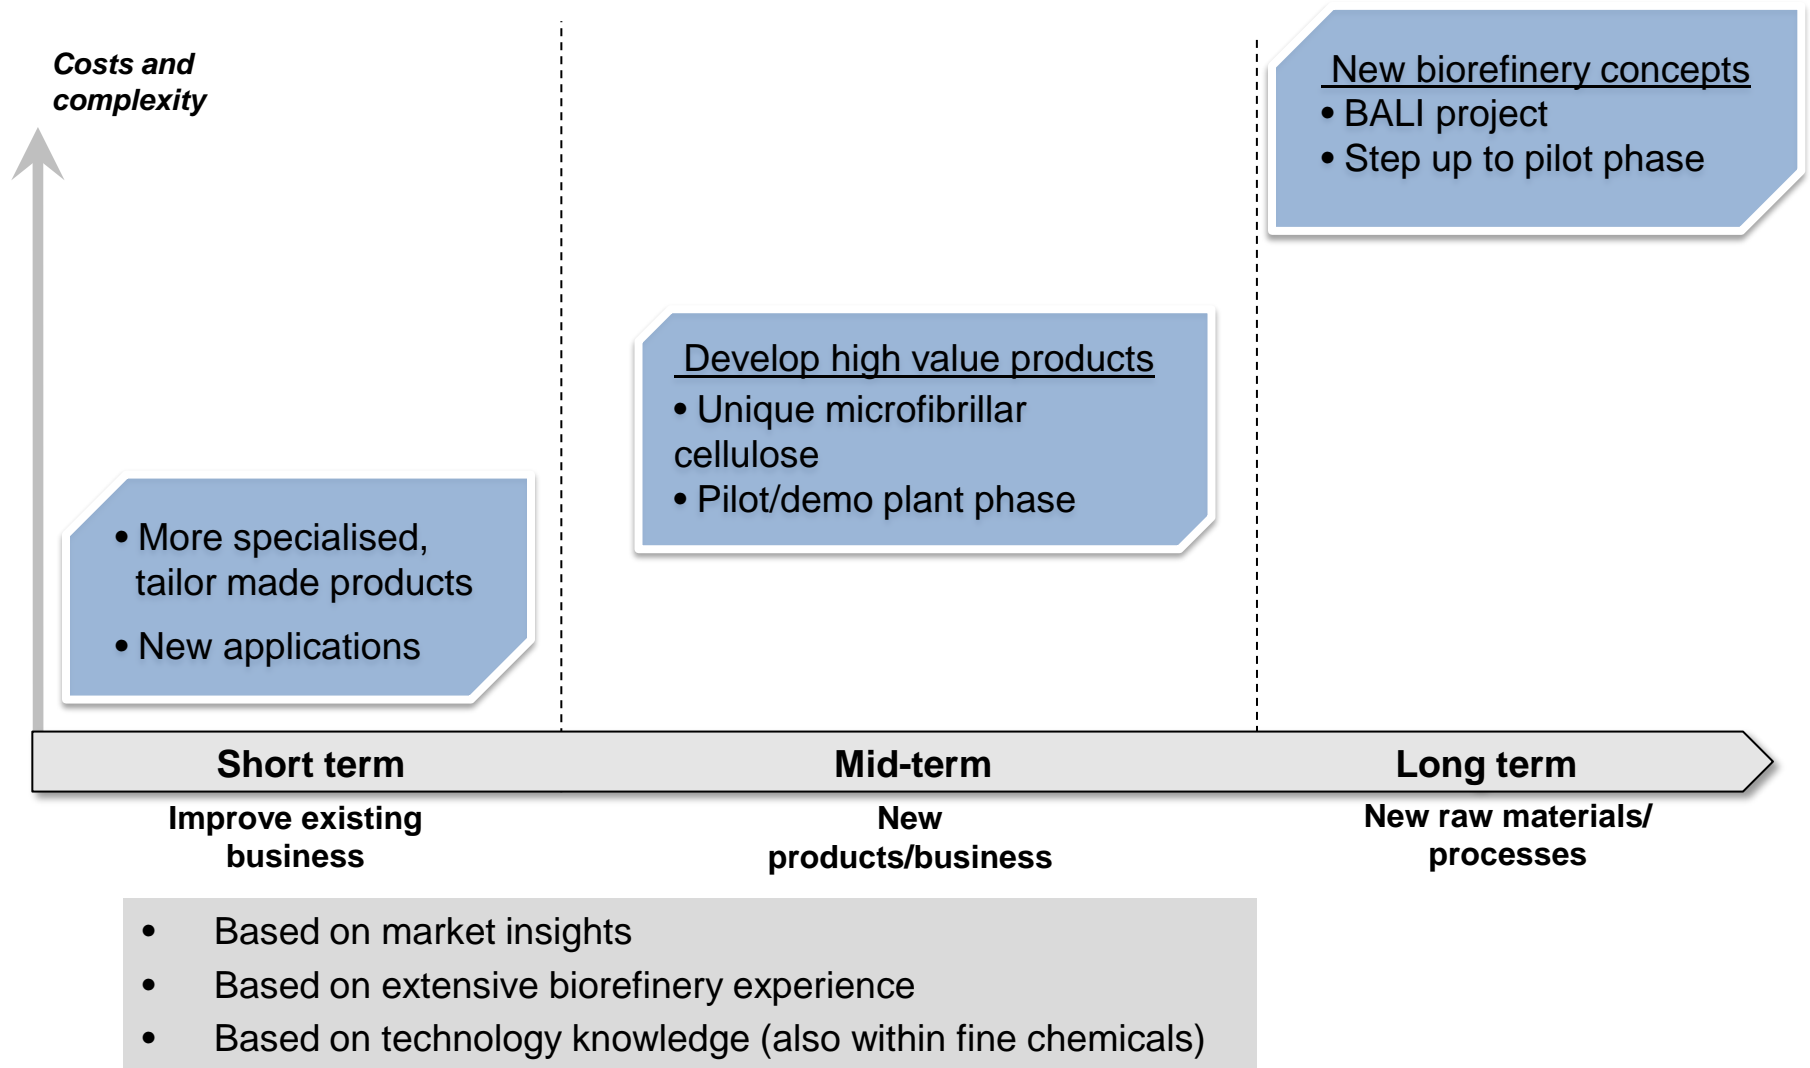 Costs and
complexity
New biorefinery concepts
• BALI project
• Step up to pilot phase
Develop high value products
• Unique microfibrillar
cellulose
• Pilot/demo plant phase
• More specialised,
tailor made products
• New applications
Short term
Mid-term
Long term
Improve existing
business
New
products/business
New raw materials/
processes
• Based on market insights
• Based on extensive biorefinery experience
• Based on technology knowledge (also within fine chemicals)